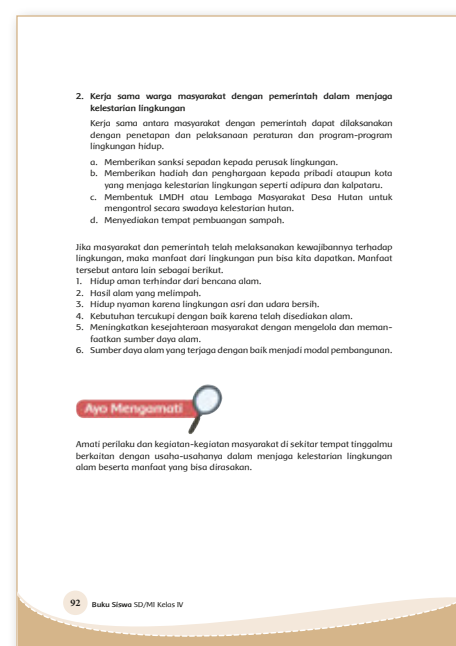 2. Kerja sama warga masyarakat dengan pemerintah dalam menjaga
kelestarian lingkungan
Kerja sama antara masyarakat dengan pemerintah dapat dilaksanakan
dengan penetapan dan pelaksanaan peraturan dan program-program
lingkungan hidup.
a. Memberikan sanksi sepadan kepada perusak lingkungan.
b. Memberikan hadiah dan penghargaan kepada pribadi ataupun kota
yang menjaga kelestarian lingkungan seperti adipura dan kalpataru.
c. Membentuk LMDH atau Lembaga Masyarakat Desa Hutan untuk
mengontrol secara swadaya kelestarian hutan.
d. Menyediakan tempat pembuangan sampah.
Jika masyarakat dan pemerintah telah melaksanakan kewajibannya terhadap
lingkungan, maka manfaat dari lingkungan pun bisa kita dapatkan. Manfaat
tersebut antara lain sebagai berikut.
1. Hidup aman terhindar dari bencana alam.
2. Hasil alam yang melimpah.
3. Hidup nyaman karena lingkungan asri dan udara bersih.
4. Kebutuhan tercukupi dengan baik karena telah disediakan alam.
5. Meningkatkan kesejahteraan masyarakat dengan mengelola dan meman-
faatkan sumber daya alam.
6. Sumber daya alam yang terjaga dengan baik menjadi modal pembangunan.
Ayo Mengamati
Amati perilaku dan kegiatan-kegiatan masyarakat di sekitar tempat tinggalmu
berkaitan dengan usaha-usahanya dalam menjaga kelestarian lingkungan
alam beserta manfaat yang bisa dirasakan.
92 Buku Siswa SD/MI Kelas IV